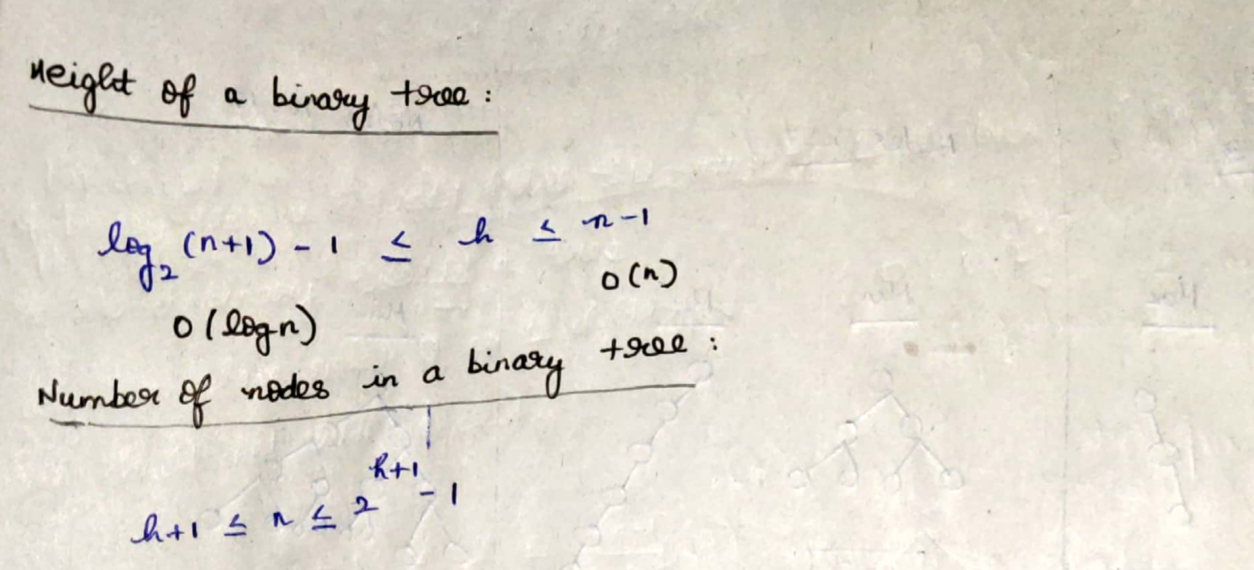 Height of a binary tree :
log₂ (n+1) - 1 ≤ h ≤ n-1
O(n)
O(logn)
Number of nodes in a binary tree :
h+1 ≤ n ≤ 2^(h+1) - 1